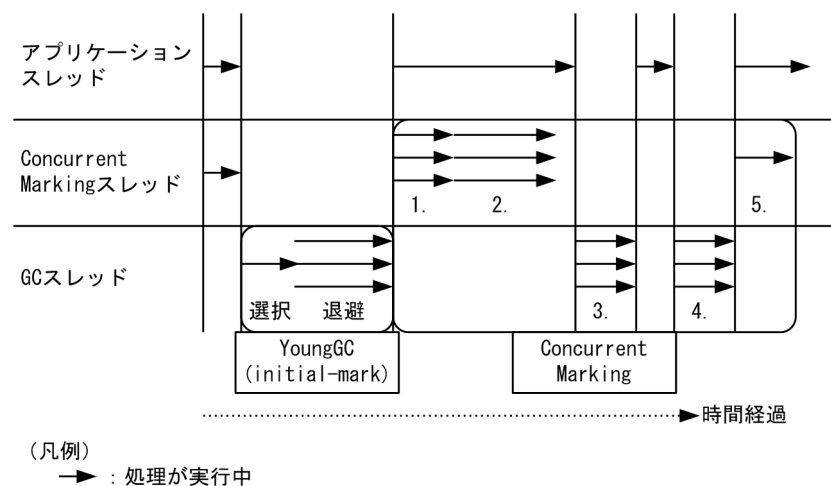 アプリケーション
スレッド
Concurrent
Markingスレッド
1.
2.
5.
GCスレッド
選択
退避
3.
4.
YoungGC
(initial-mark)
Concurrent
Marking
時間経過
(凡例)
：処理が実行中